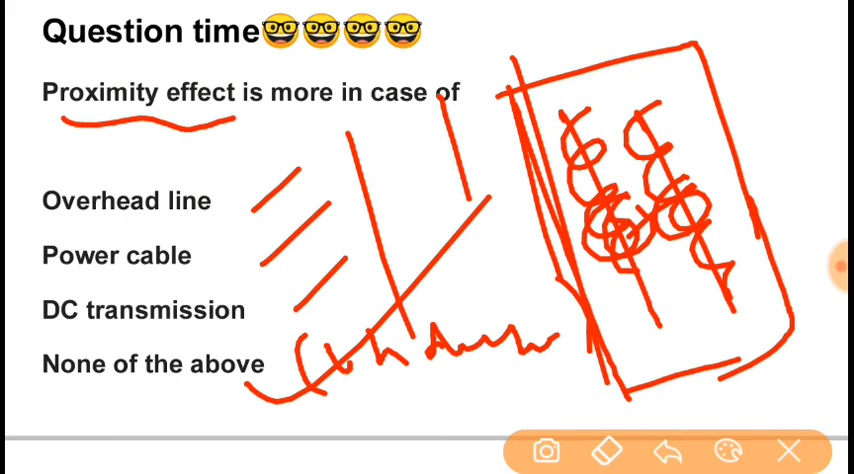 Question time🤓🤓🤓🤓
Proximity effect is more in case of
Overhead line
Power cable
DC transmission
None of the above